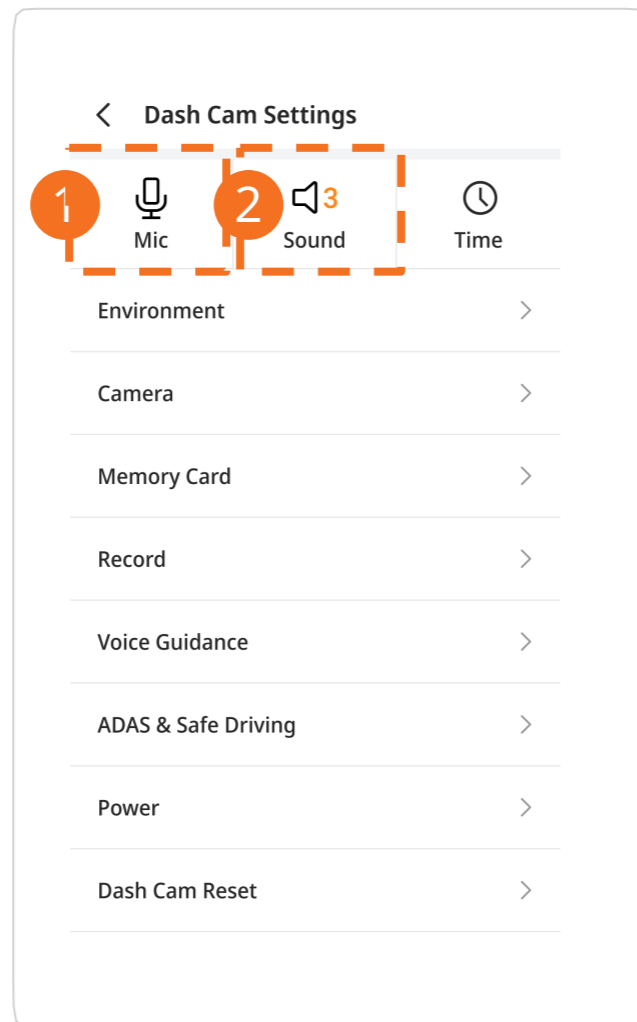 Dash Cam Settings
1 2 3
Mic Sound Time
Environment
Camera
Memory Card
Record
Voice Guidance
ADAS & Safe Driving
Power
Dash Cam Reset